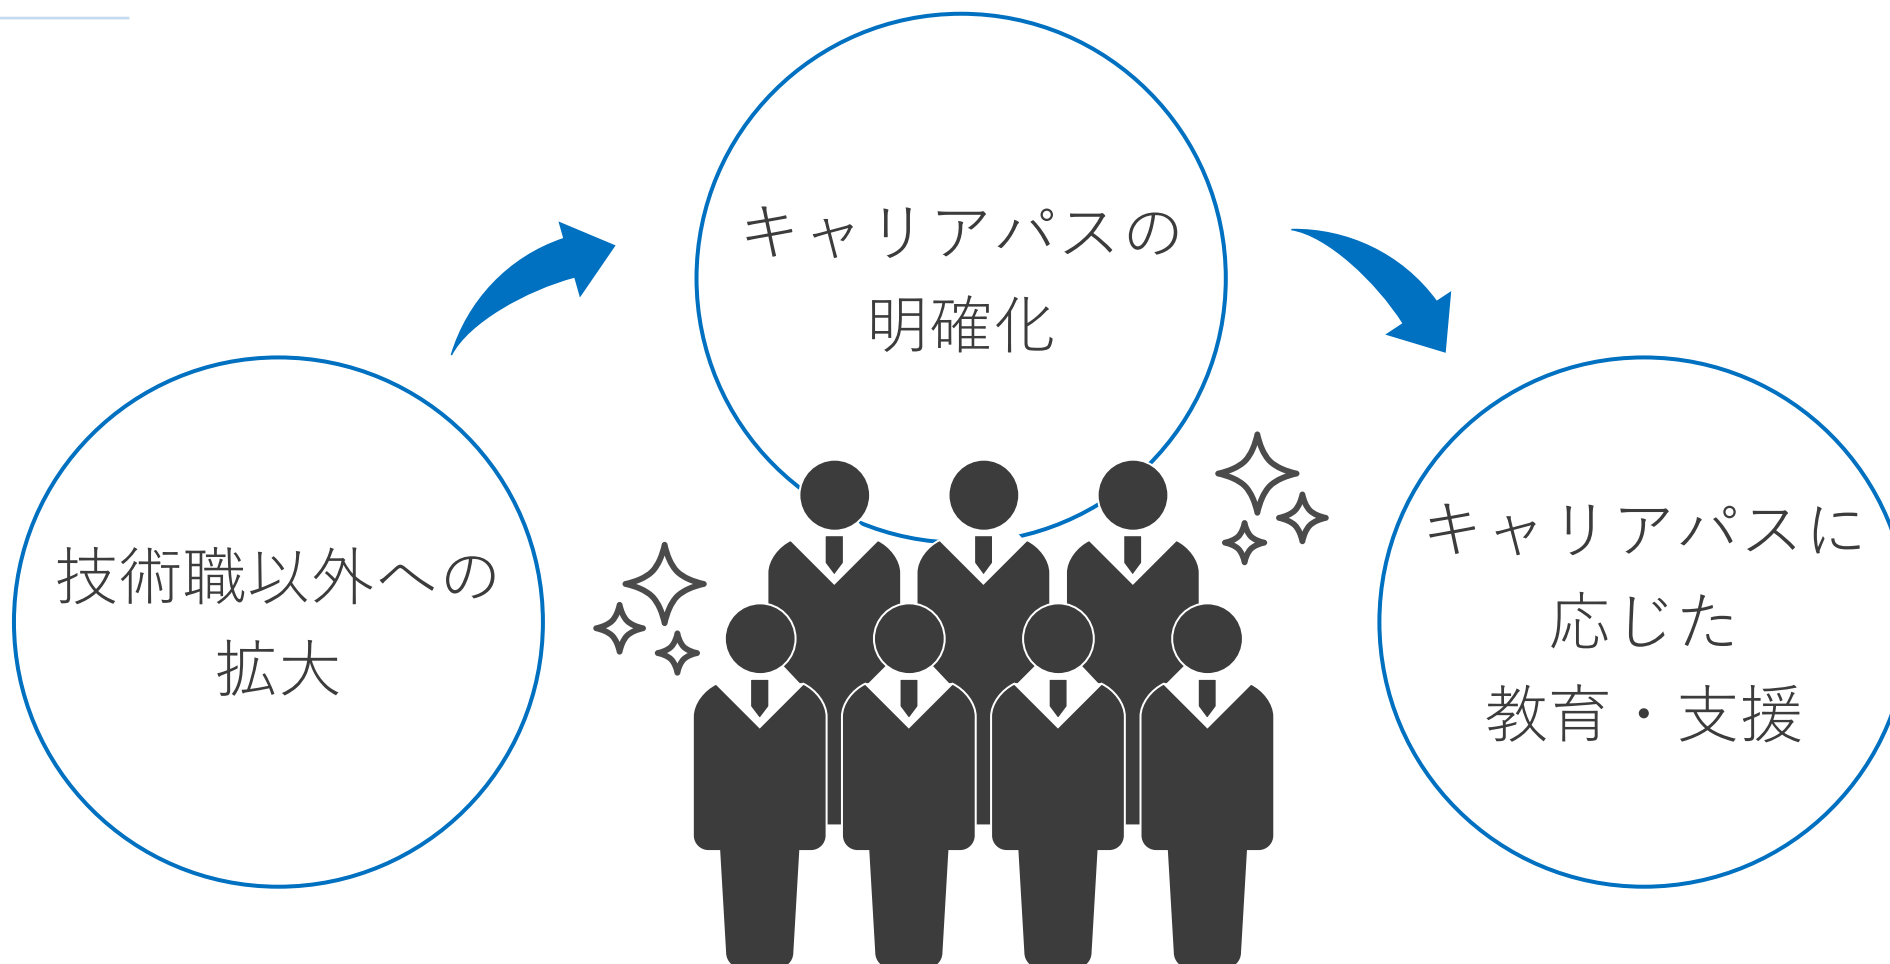 技術職以外への
拡大
キャリアパスの
明確化
キャリアパスに
応じた
教育・支援